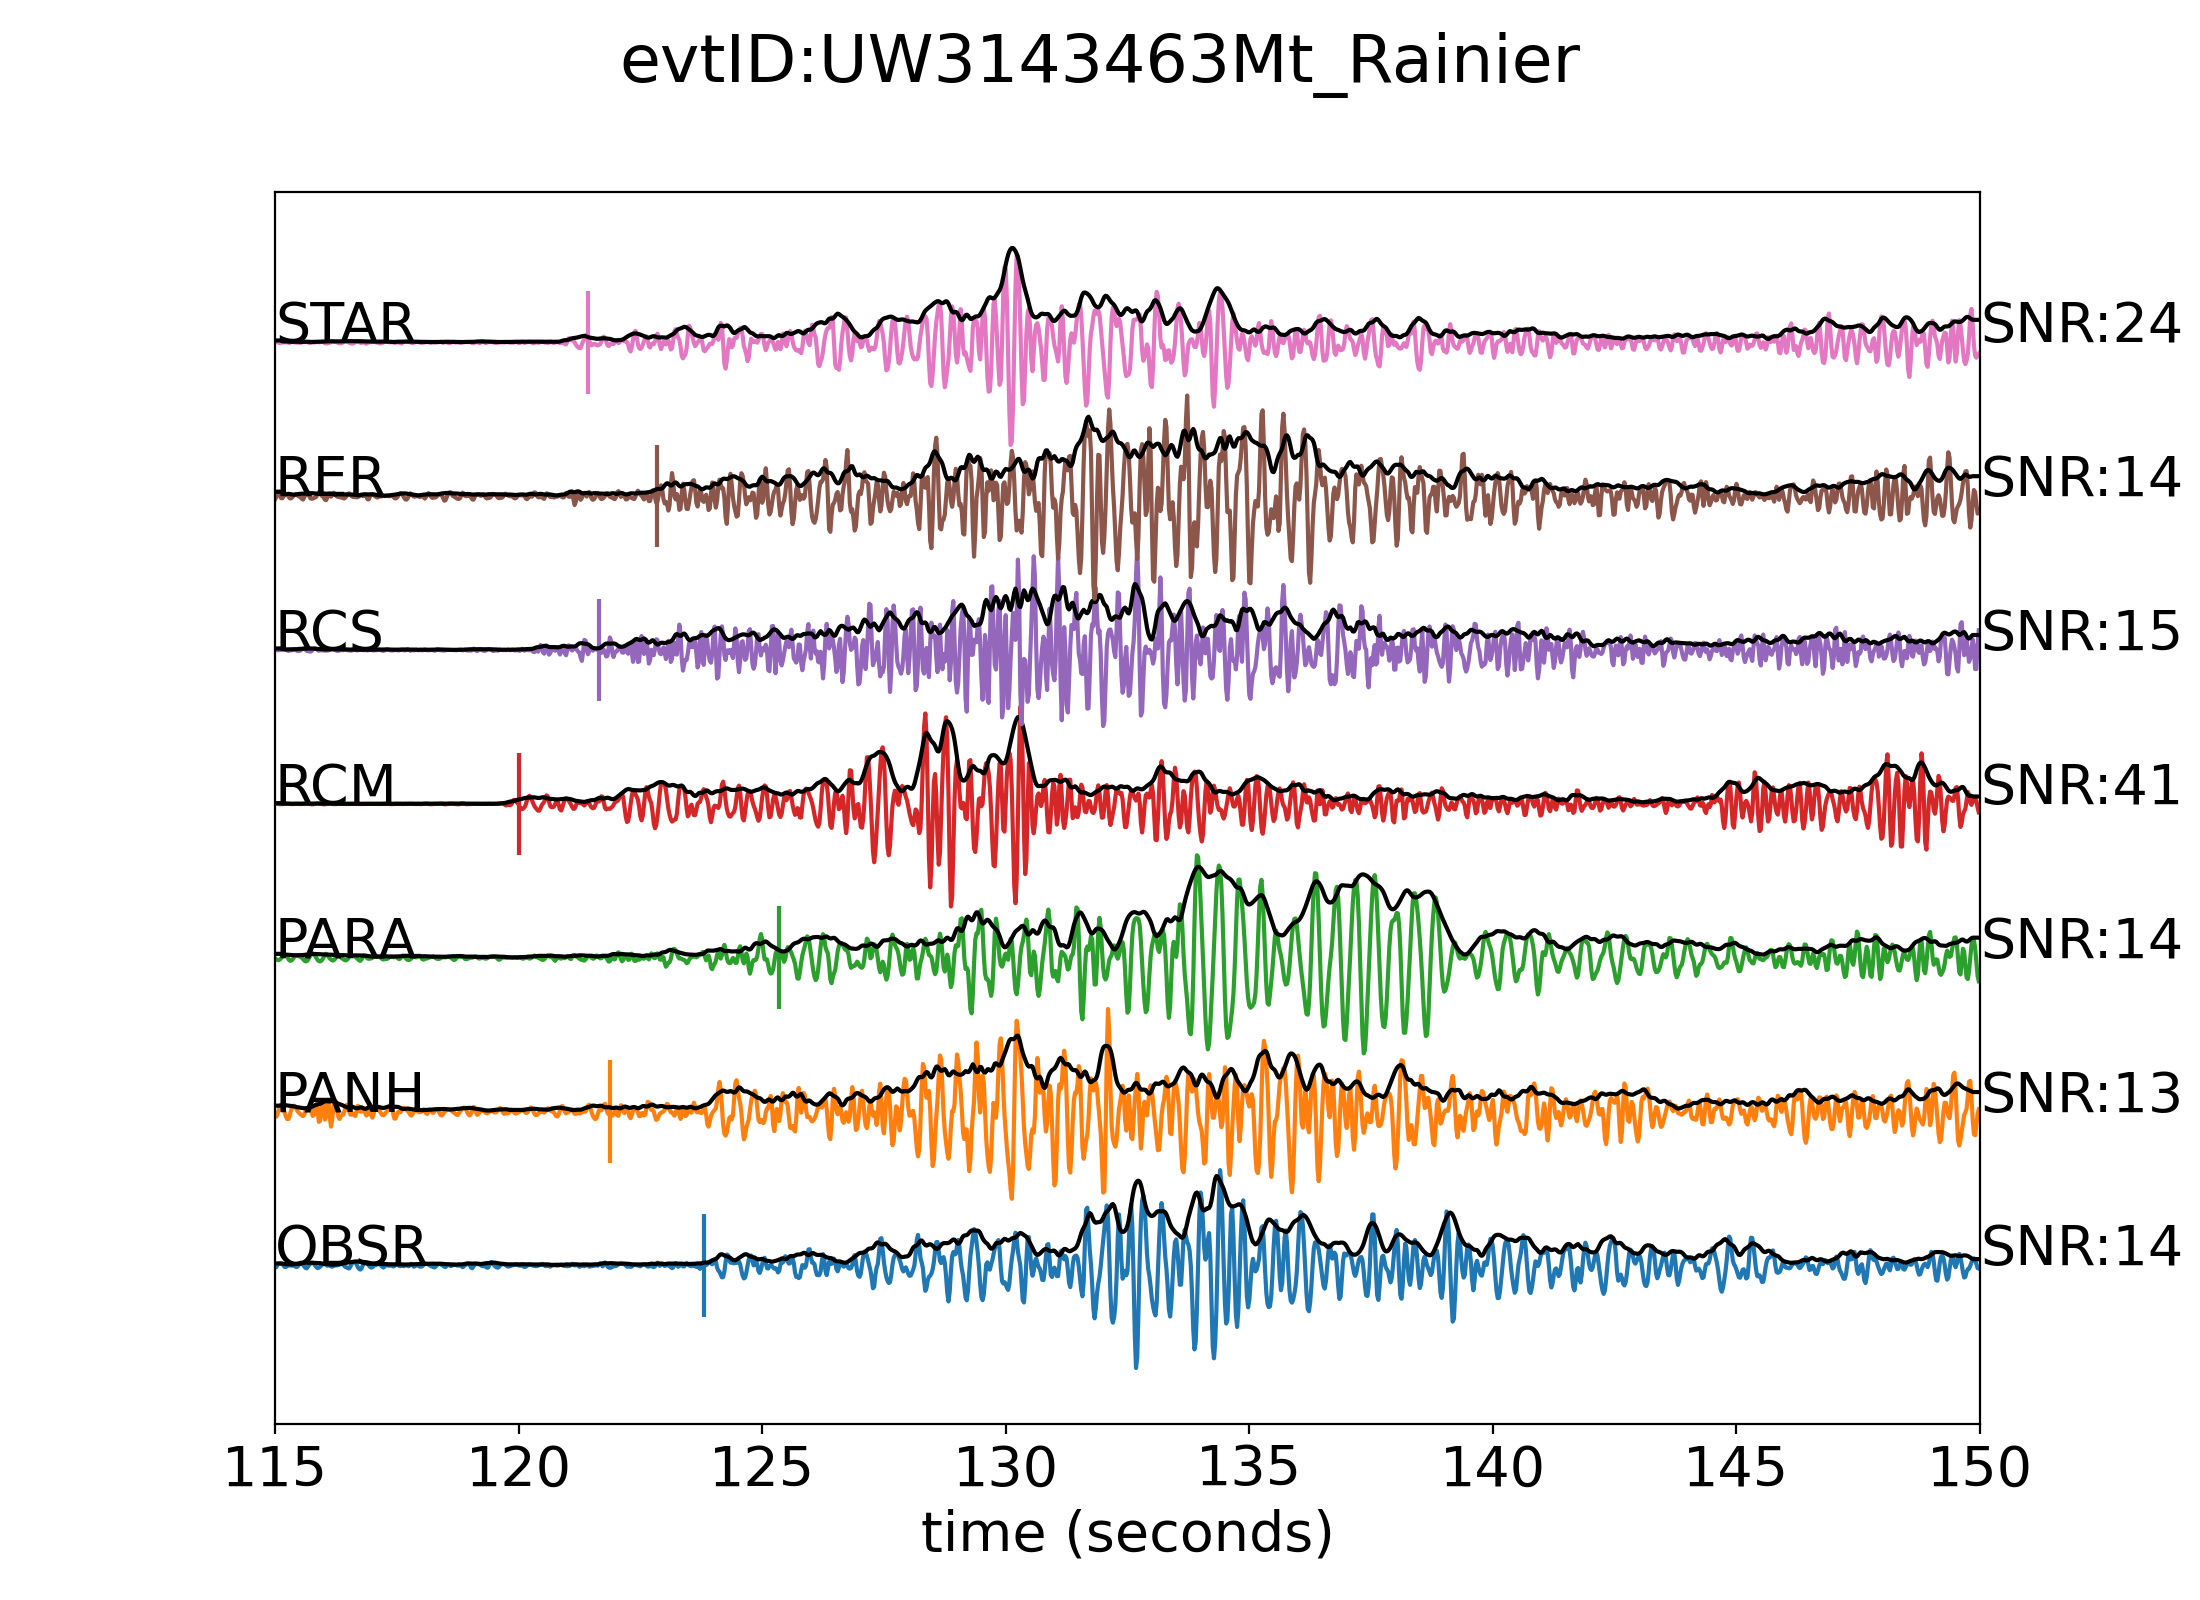 evtID:UW3143463Mt_Rainier
STAR SNR:24
RER SNR:14
RCS SNR:15
RCM SNR:41
PARA SNR:14
PANH SNR:13
OBSR SNR:14
115 120 125 130 135 140 145 150
time (seconds)